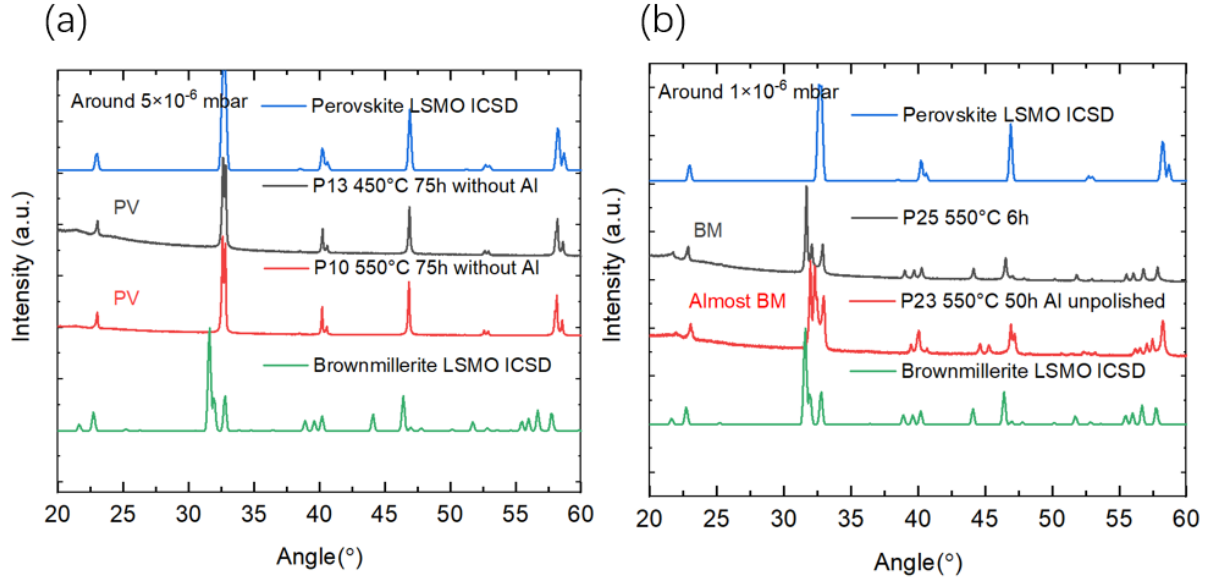 (a)
(b)
Around 5×10⁻⁶ mbar
Perovskite LSMO ICSD
P13 450°C 75h without Al
PV
P10 550°C 75h without Al
PV
Brownmillerite LSMO ICSD
Intensity (a.u.)
20 25 30 35 40 45 50 55 60
Angle(°)
Around 1×10⁻⁶ mbar
Perovskite LSMO ICSD
P25 550°C 6h
BM
Almost BM
P23 550°C 50h Al unpolished
Brownmillerite LSMO ICSD
Intensity (a.u.)
20 25 30 35 40 45 50 55 60
Angle(°)